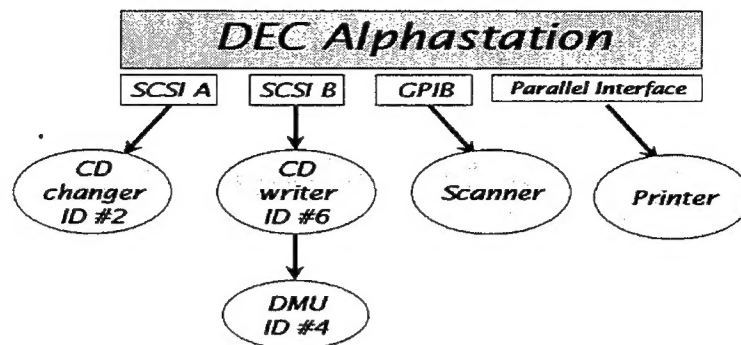 DEC Alphastation
SCSI A
SCSI B
GPIB
Parallel Interface
CD
changer
ID #2
CD
writer
ID #6
Scanner
Printer
DMU
ID #4